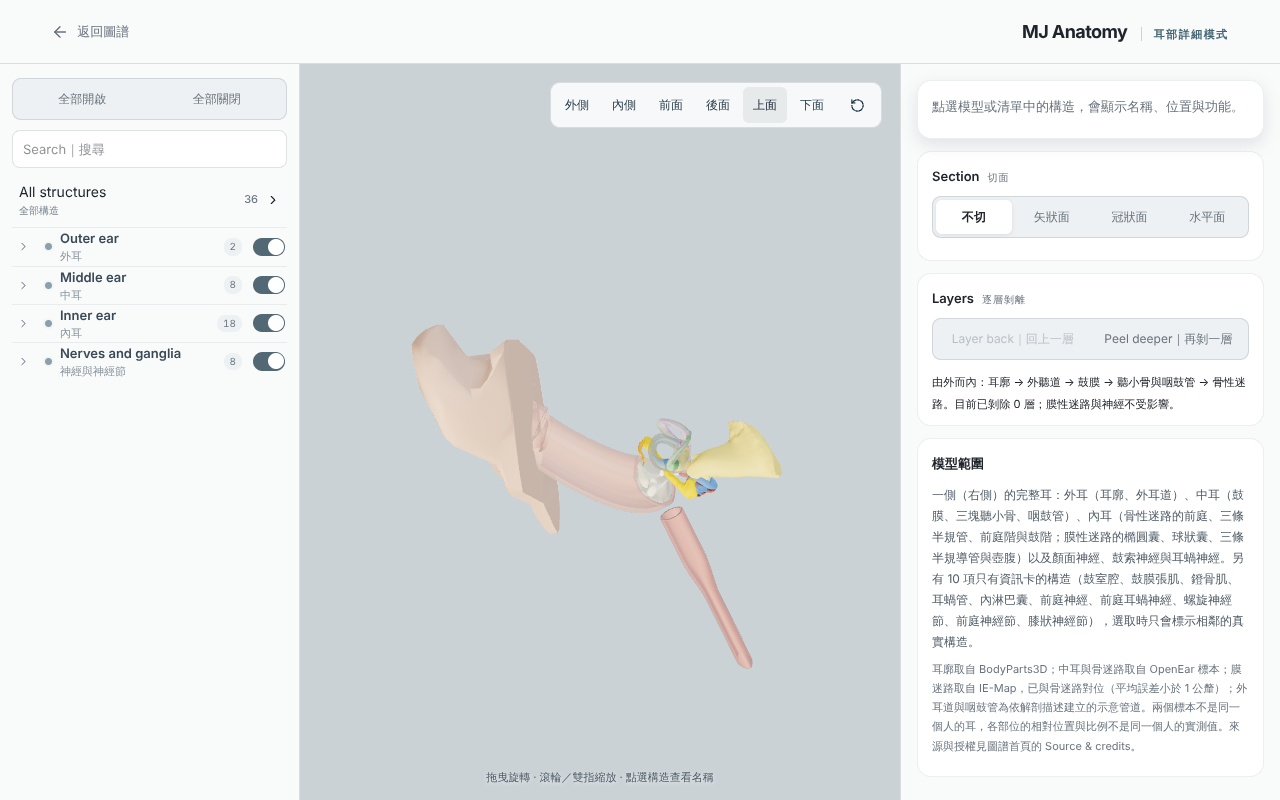 返回圖譜
MJ Anatomy
耳部詳細模式
全部開啟
全部關閉
Search｜搜尋
All structures
全部構造
36
Outer ear
外耳
2
Middle ear
中耳
8
Inner ear
內耳
18
Nerves and ganglia
神經與神經節
8
外側 內側 前面 後面 上面 下面
拖曳旋轉 · 滾輪／雙指縮放 · 點選構造查看名稱
點選模型或清單中的構造，會顯示名稱、位置與功能。
Section 切面
不切 矢狀面 冠狀面 水平面
Layers 逐層剝離
Layer back｜回上一層 Peel deeper｜再剝一層
由外而內：耳廓 → 外聽道 → 鼓膜 → 聽小骨與咽鼓管 → 骨性迷
路。目前已剝除 0 層；膜性迷路與神經不受影響。
模型範圍
一側（右側）的完整耳：外耳（耳廓、外耳道）、中耳（鼓
膜、三塊聽小骨、咽鼓管）、內耳（骨性迷路的前庭、三條
半規管、前庭階與鼓階；膜性迷路的橢圓囊、球狀囊、三條
半規導管與壺腹）以及顏面神經、鼓索神經與耳蝸神經。另
有 10 項只有資訊卡的構造（鼓室腔、鼓膜張肌、鐙骨肌、
耳蝸管、內淋巴囊、前庭神經、前庭耳蝸神經、螺旋神經
節、前庭神經節、膝狀神經節），選取時只會標示相鄰的真
實構造。
耳廓取自 BodyParts3D；中耳與骨迷路取自 OpenEar 標本；膜
迷路取自 IE-Map，已與骨迷路對位（平均誤差小於 1 公釐）；外
耳道與咽鼓管為依解剖描述建立的示意管道。兩個標本不是同一
個人的耳，各部位的相對位置與比例不是同一個人的實測值。來
源與授權見圖譜首頁的 Source & credits。